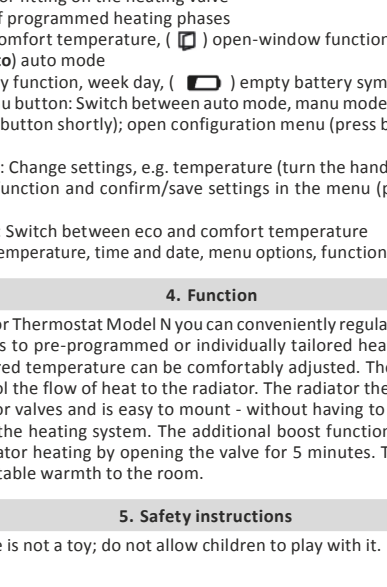 or fitting on the heating valve
of programmed heating phases
comfort temperature, ( ) open-window function
to) auto mode
y function, week day, ( ) empty battery sym
u button: Switch between auto mode, manu mode
button shortly); open configuration menu (press b
: Change settings, e.g. temperature (turn the hand
function and confirm/save settings in the menu (p
: Switch between eco and comfort temperature
emperature, time and date, menu options, function
4. Function
or Thermostat Model N you can conveniently regula
s to pre-programmed or individually tailored hea
red temperature can be comfortably adjusted. The
ol the flow of heat to the radiator. The radiator the
or valves and is easy to mount - without having to
the heating system. The additional boost function
ator heating by opening the valve for 5 minutes. T
table warmth to the room.
5. Safety instructions
e is not a toy; do not allow children to play with it.